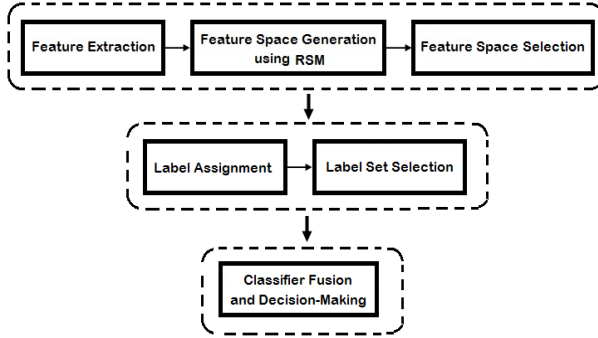 Feature Extraction
Feature Space Generation
using RSM
Feature Space Selection
Label Assignment
Label Set Selection
Classifier Fusion
and Decision-Making